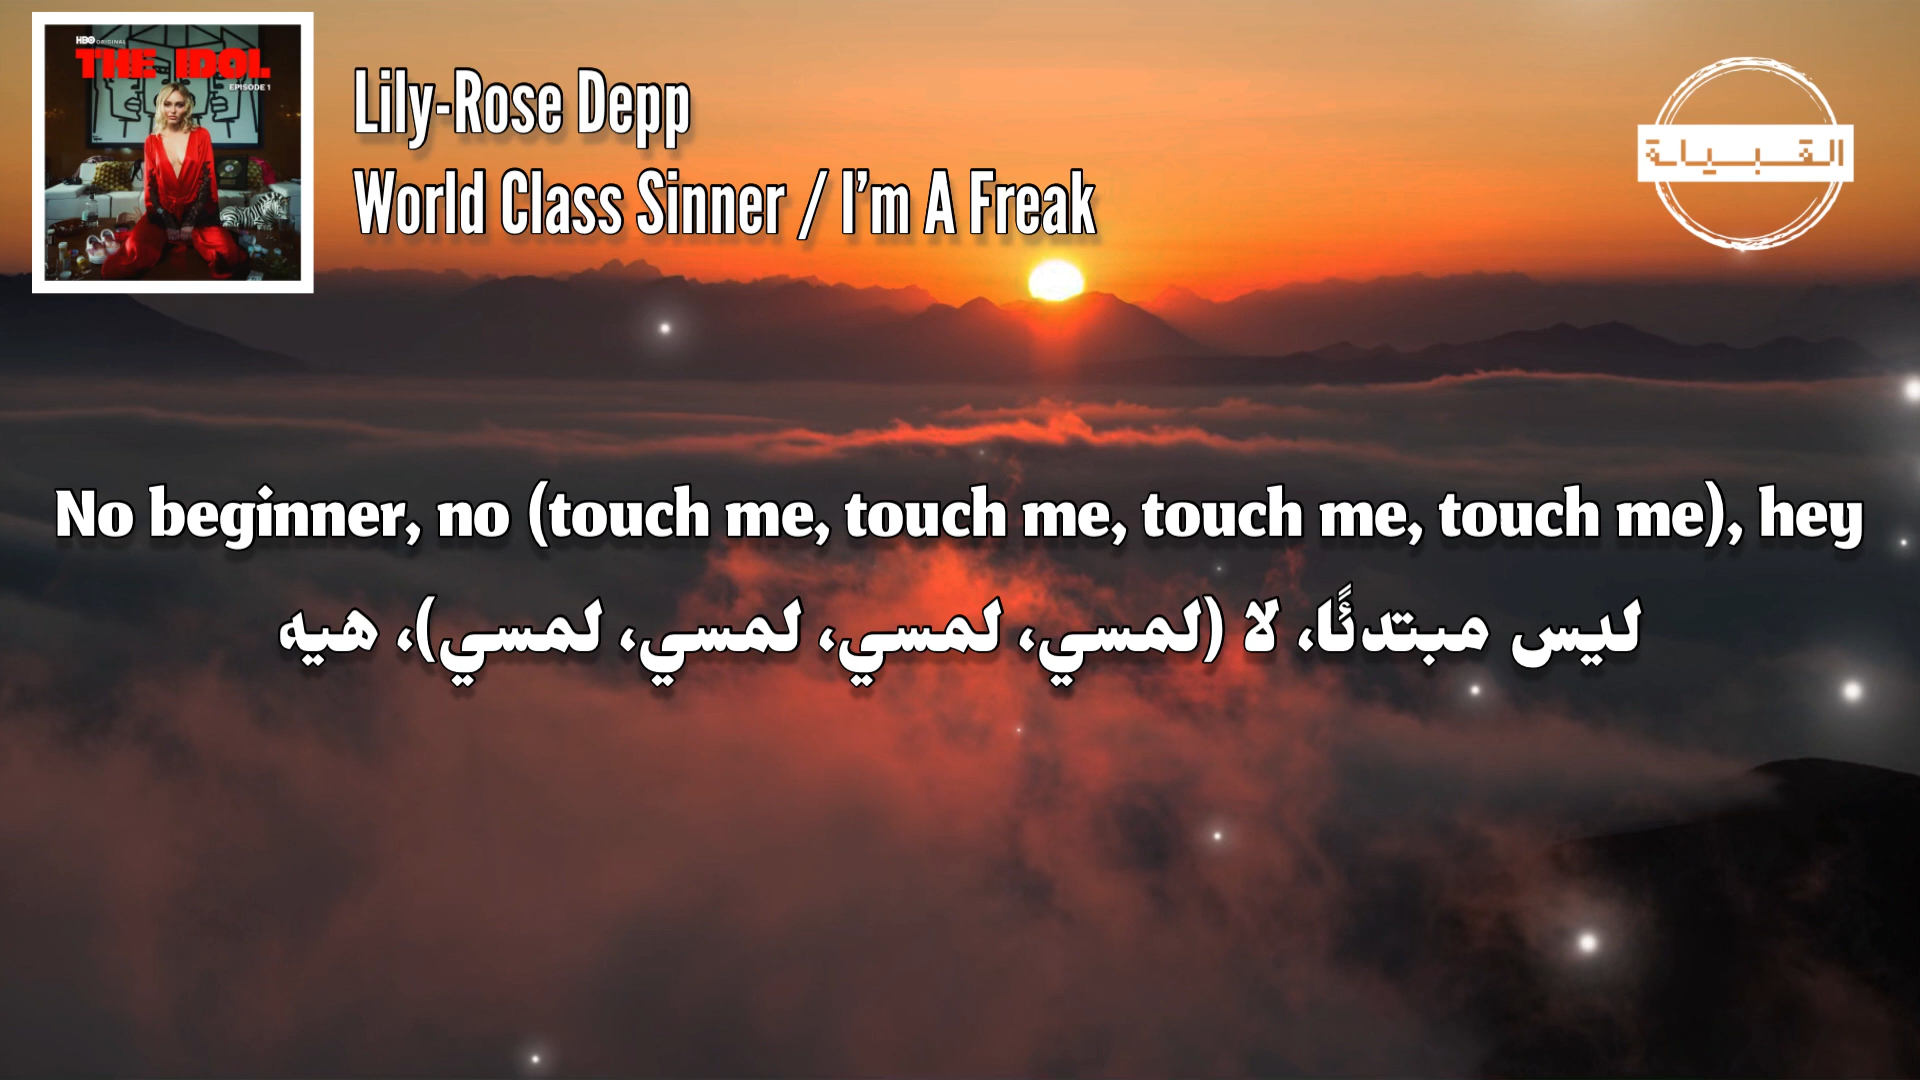 HBO ORIGINAL
THE IDOL
EPISODE 1
Lily-Rose Depp
World Class Sinner / I'm A Freak
القبيلة
No beginner, no (touch me, touch me, touch me, touch me), hey
ليس مبتدئًا، لا (لمسي، لمسي، لمسي، لمسي)، هيه